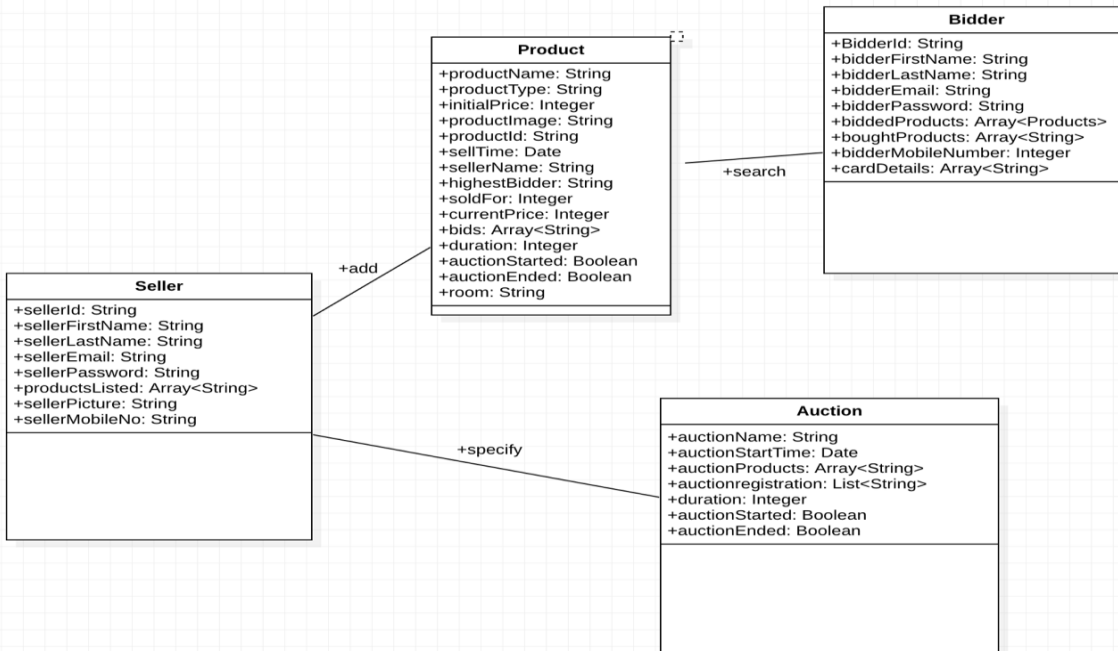 Bidder
+BidderId: String
+bidderFirstName: String
+bidderLastName: String
+bidderEmail: String
+bidderPassword: String
+biddedProducts: Array<Products>
+boughtProducts: Array<String>
+bidderMobileNumber: Integer
+cardDetails: Array<String>
Product
+productName: String
+productType: String
+initialPrice: Integer
+productImage: String
+productId: String
+sellTime: Date
+sellerName: String
+highestBidder: String
+soldFor: Integer
+currentPrice: Integer
+bids: Array<String>
+duration: Integer
+auctionStarted: Boolean
+auctionEnded: Boolean
+room: String
+search
+add
Seller
+sellerId: String
+sellerFirstName: String
+sellerLastName: String
+sellerEmail: String
+sellerPassword: String
+productsListed: Array<String>
+sellerPicture: String
+sellerMobileNo: String
+specify
Auction
+auctionName: String
+auctionStartTime: Date
+auctionProducts: Array<String>
+auctionregistration: List<String>
+duration: Integer
+auctionStarted: Boolean
+auctionEnded: Boolean